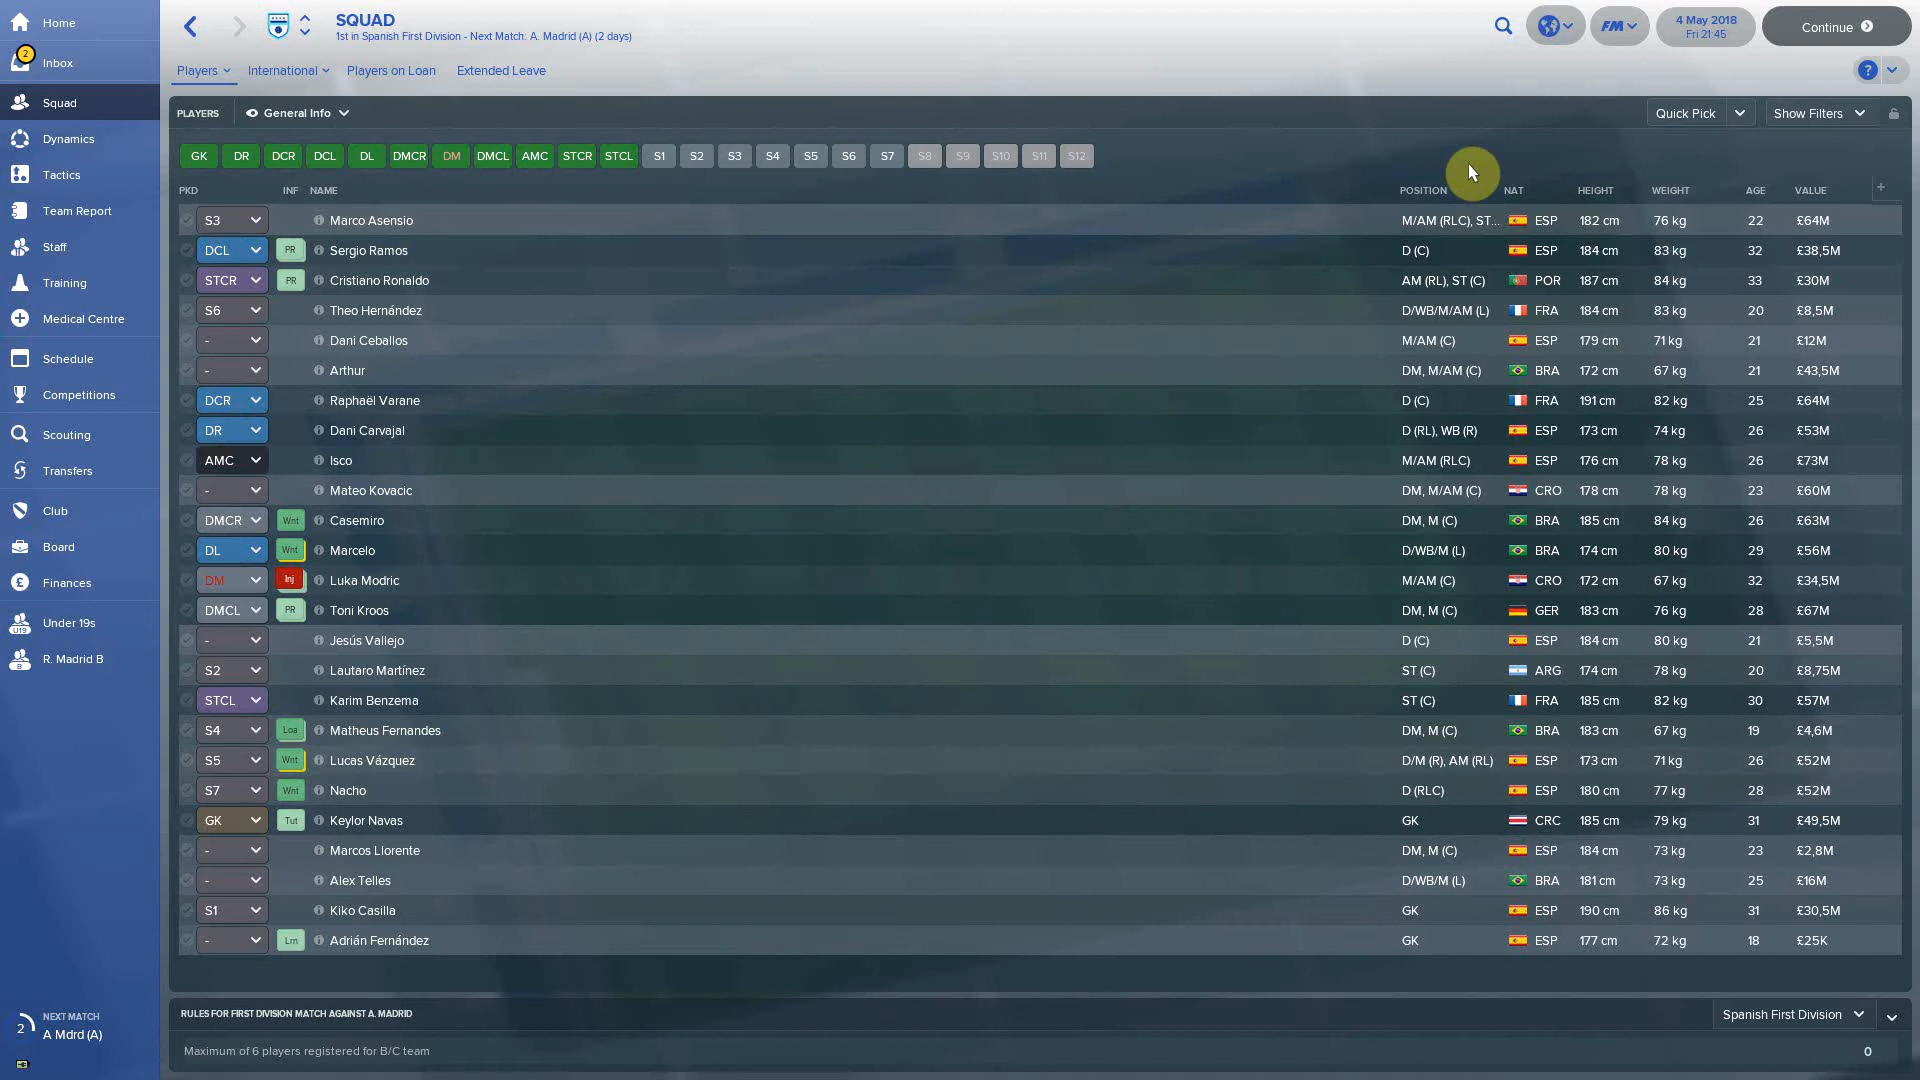 Home
2
Inbox
Squad
Dynamics
Tactics
Team Report
Staff
Training
Medical Centre
Schedule
Competitions
Scouting
Transfers
Club
Board
Finances
U19
Under 19s
B
R. Madrid B
2
NEXT MATCH
A Mdrd (A)
SQUAD
1st in Spanish First Division - Next Match: A. Madrid (A) (2 days)
FM
4 May 2018
Fri 21:45
Continue
Players International Players on Loan Extended Leave
?
PLAYERS General Info Quick Pick Show Filters
GK DR DCR DCL DL DMCR DM DMCL AMC STCR STCL S1 S2 S3 S4 S5 S6 S7 S8 S9 S10 S11 S12
PKD INF NAME POSITION NAT HEIGHT WEIGHT AGE VALUE +
S3 Marco Asensio M/AM (RLC), ST... ESP 182 cm 76 kg 22 £64M
DCL PR Sergio Ramos D (C) ESP 184 cm 83 kg 32 £38,5M
STCR PR Cristiano Ronaldo AM (RL), ST (C) POR 187 cm 84 kg 33 £30M
S6 Theo Hernández D/WB/M/AM (L) FRA 184 cm 83 kg 20 £8,5M
- Dani Ceballos M/AM (C) ESP 179 cm 71 kg 21 £12M
- Arthur DM, M/AM (C) BRA 172 cm 67 kg 21 £43,5M
DCR Raphaël Varane D (C) FRA 191 cm 82 kg 25 £64M
DR Dani Carvajal D (RL), WB (R) ESP 173 cm 74 kg 26 £53M
AMC Isco M/AM (RLC) ESP 176 cm 78 kg 26 £73M
- Mateo Kovacic DM, M/AM (C) CRO 178 cm 78 kg 23 £60M
DMCR Wnt Casemiro DM, M (C) BRA 185 cm 84 kg 26 £63M
DL Wnt Marcelo D/WB/M (L) BRA 174 cm 80 kg 29 £56M
DM Inj Luka Modric M/AM (C) CRO 172 cm 67 kg 32 £34,5M
DMCL PR Toni Kroos DM, M (C) GER 183 cm 76 kg 28 £67M
- Jesús Vallejo D (C) ESP 184 cm 80 kg 21 £5,5M
S2 Lautaro Martínez ST (C) ARG 174 cm 78 kg 20 £8,75M
STCL Karim Benzema ST (C) FRA 185 cm 82 kg 30 £57M
S4 Loa Matheus Fernandes DM, M (C) BRA 183 cm 67 kg 19 £4,6M
S5 Wnt Lucas Vázquez D/M (R), AM (RL) ESP 173 cm 71 kg 26 £52M
S7 Wnt Nacho D (RLC) ESP 180 cm 77 kg 28 £52M
GK Tut Keylor Navas GK CRC 185 cm 79 kg 31 £49,5M
- Marcos Llorente DM, M (C) ESP 184 cm 73 kg 23 £2,8M
- Alex Telles D/WB/M (L) BRA 181 cm 73 kg 25 £16M
S1 Kiko Casilla GK ESP 190 cm 86 kg 31 £30,5M
- Lrn Adrián Fernández GK ESP 177 cm 72 kg 18 £25K
RULES FOR FIRST DIVISION MATCH AGAINST A. MADRID Spanish First Division
Maximum of 6 players registered for B/C team 0